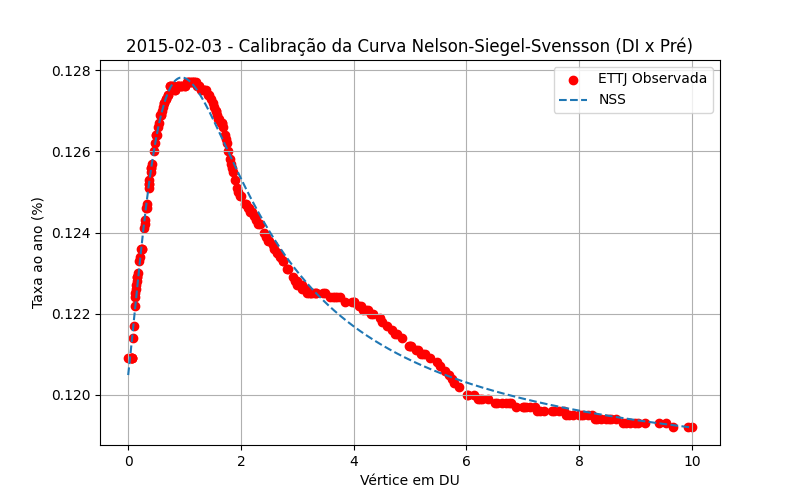 2015-02-03 - Calibração da Curva Nelson-Siegel-Svensson (DI x Pré)
ETTJ Observada
NSS
Taxa ao ano (%)
0.128
0.126
0.124
0.122
0.120
0
2
4
6
8
10
Vértice em DU